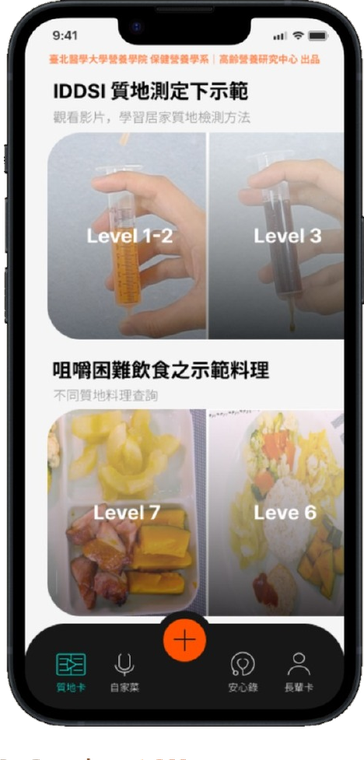 9:41
臺北醫學大學營養學院 保健營養學系｜高齡營養研究中心 出品
IDDSI 質地測定下示範
觀看影片，學習居家質地檢測方法
Level 1-2
Level 3
咀嚼困難飲食之示範料理
不同質地料理查詢
Level 7
Leve 6
質地卡
自家菜
安心錄
長輩卡